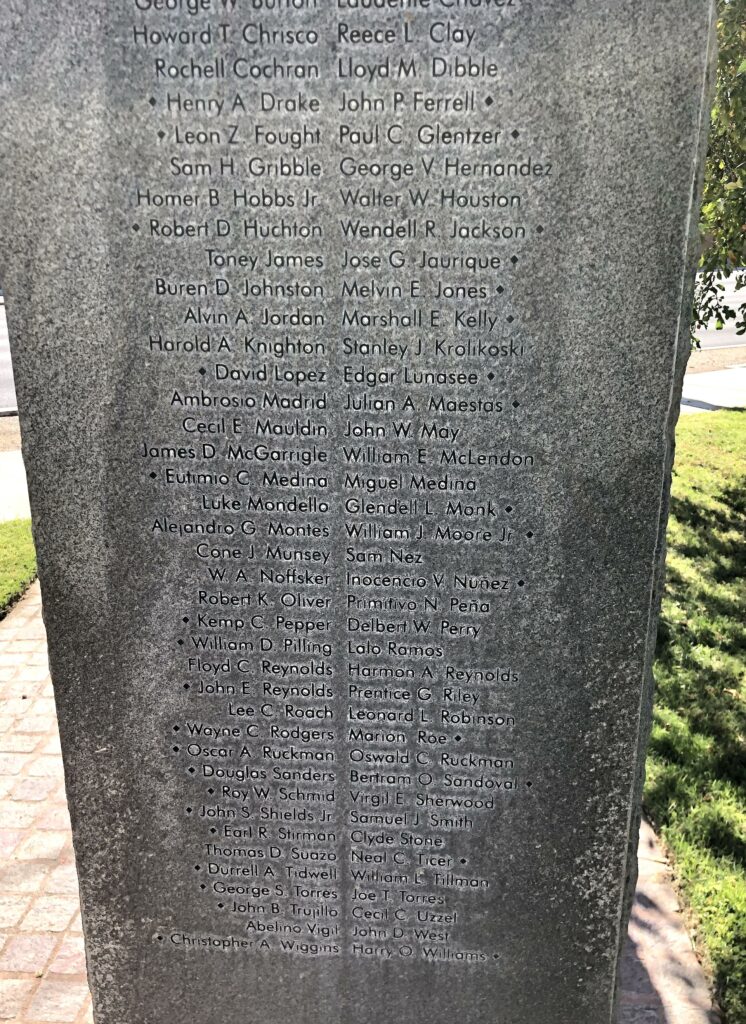 George W. Burton Laudente Chavez
Howard T. Chrisco Reece L. Clay
Rochell Cochran Lloyd M. Dibble
• Henry A. Drake John P. Ferrell •
• Leon Z. Fought Paul C. Glentzer •
Sam H. Gribble George V. Hernandez
Homer B. Hobbs Jr. Walter W. Houston
• Robert D. Huchton Wendell R. Jackson •
Toney James Jose G. Jaurique •
Buren D. Johnston Melvin E. Jones •
Alvin A. Jordan Marshall E. Kelly •
Harold A. Knighton Stanley J. Krolikoski
• David Lopez Edgar Lunasee •
Ambrosio Madrid Julian A. Maestas •
Cecil E. Mauldin John W. May
James D. McGarrigle William E. McLendon
• Eutimio C. Medina Miguel Medina
Luke Mondello Glendell L. Monk •
Alejandro G. Montes William J. Moore Jr. •
Cone J. Munsey Sam Nez
W. A. Noffsker Inocencio V. Nuñez •
Robert K. Oliver Primitivo N. Peña
• Kemp C. Pepper Delbert W. Perry
• William D. Pilling Lalo Ramos
Floyd C. Reynolds Harmon A. Reynolds
• John E. Reynolds Prentice G. Riley
Lee C. Roach Leonard L. Robinson
• Wayne C. Rodgers Marion Roe •
• Oscar A. Ruckman Oswald C. Ruckman
• Douglas Sanders Bertram O. Sandoval •
• Roy W. Schmid Virgil E. Sherwood
• John S. Shields Jr. Samuel J. Smith
• Earl R. Stirman Clyde Stone
Thomas D. Suazo Neal C. Ticer •
• Durrell A. Tidwell William L. Tillman
• George S. Torres Joe T. Torres
• John B. Trujillo Cecil C. Uzzel
Abelino Vigil John D. West
• Christopher A. Wiggins Harry O. Williams •